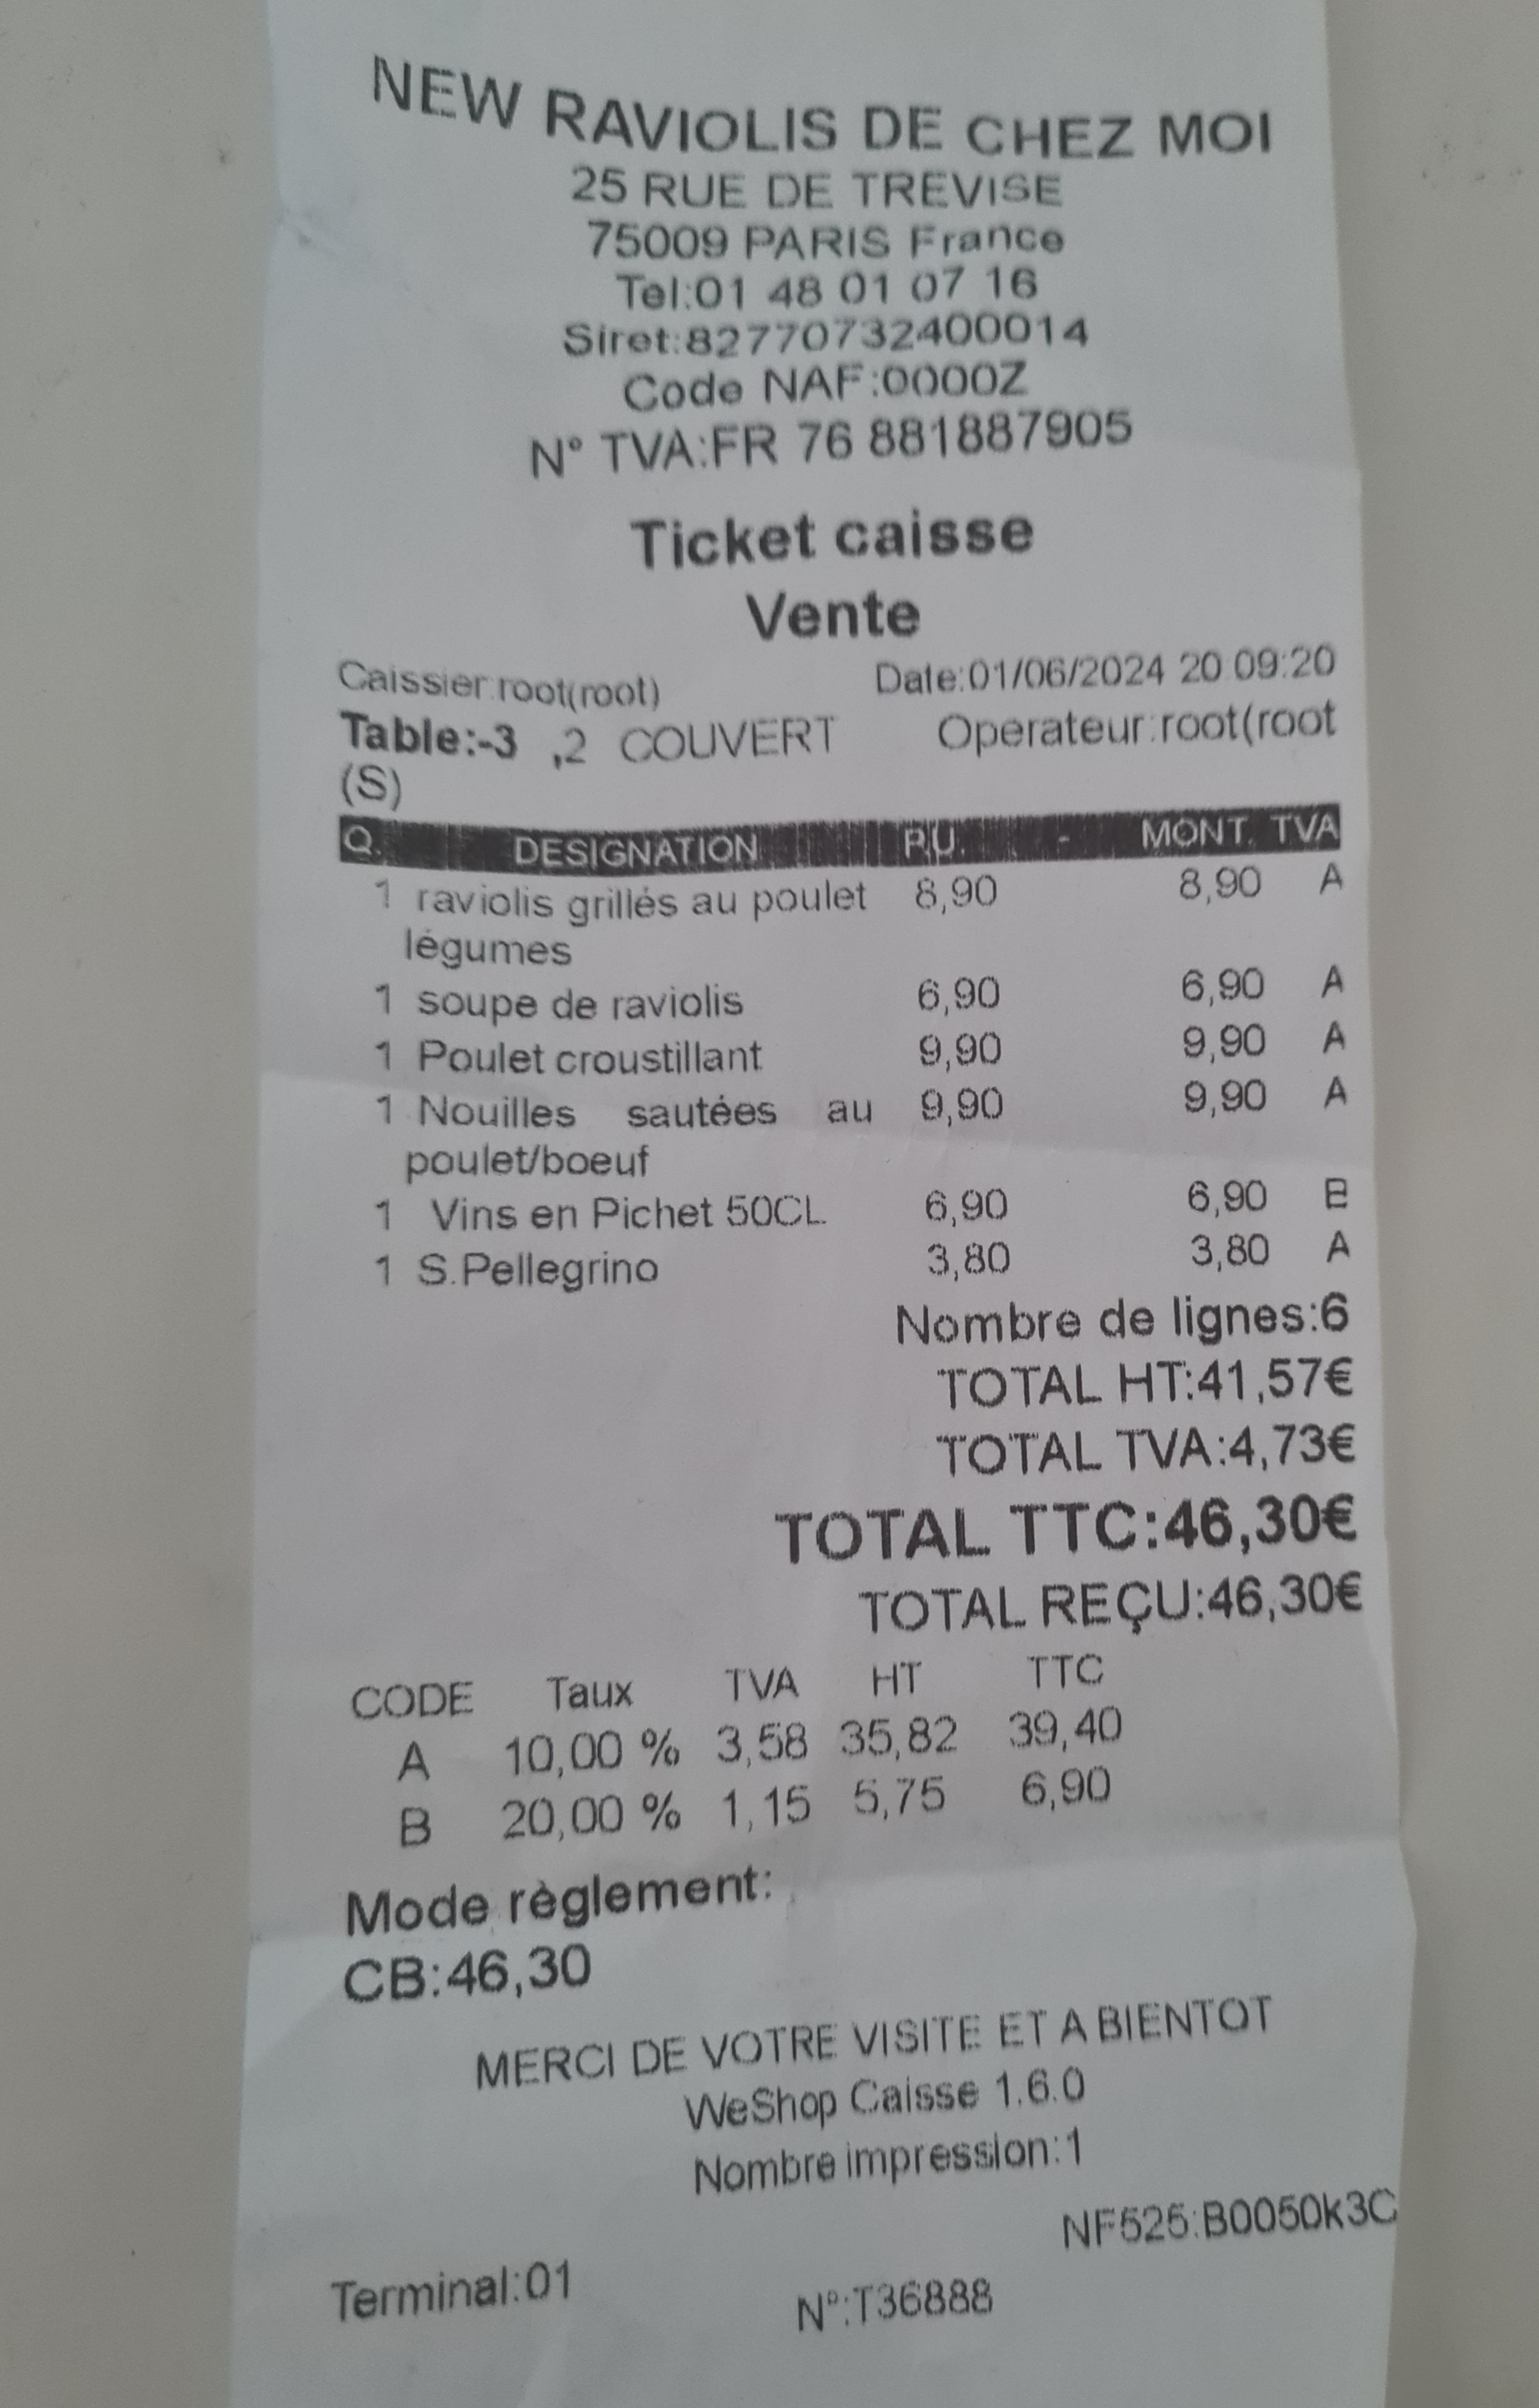 NEW RAVIOLIS DE CHEZ MOI
25 RUE DE TREVISE
75009 PARIS France
Tel:01 48 01 07 16
Siret:82770732400014
Code NAF:0000Z
N° TVA:FR 76 881887905
Ticket caisse
Vente
Caissier:root(root) Date:01/06/2024 20:09:20
Table:-3 ,2 COUVERT Operateur:root(root
(S)
Q. DESIGNATION P.U. - MONT. TVA
1 raviolis grillés au poulet 8,90 8,90 A
légumes
1 soupe de raviolis 6,90 6,90 A
1 Poulet croustillant 9,90 9,90 A
1 Nouilles sautées au 9,90 9,90 A
poulet/boeuf
1 Vins en Pichet 50CL 6,90 6,90 B
1 S.Pellegrino 3,80 3,80 A
Nombre de lignes:6
TOTAL HT:41,57€
TOTAL TVA:4,73€
TOTAL TTC:46,30€
TOTAL REÇU:46,30€
CODE Taux TVA HT TTC
A 10,00 % 3,58 35,82 39,40
B 20,00 % 1,15 5,75 6,90
Mode règlement:
CB:46,30
MERCI DE VOTRE VISITE ET A BIENTOT
WeShop Caisse 1.6.0
Nombre impression:1
NF525:B0050k3C
Terminal:01 N°:T36888